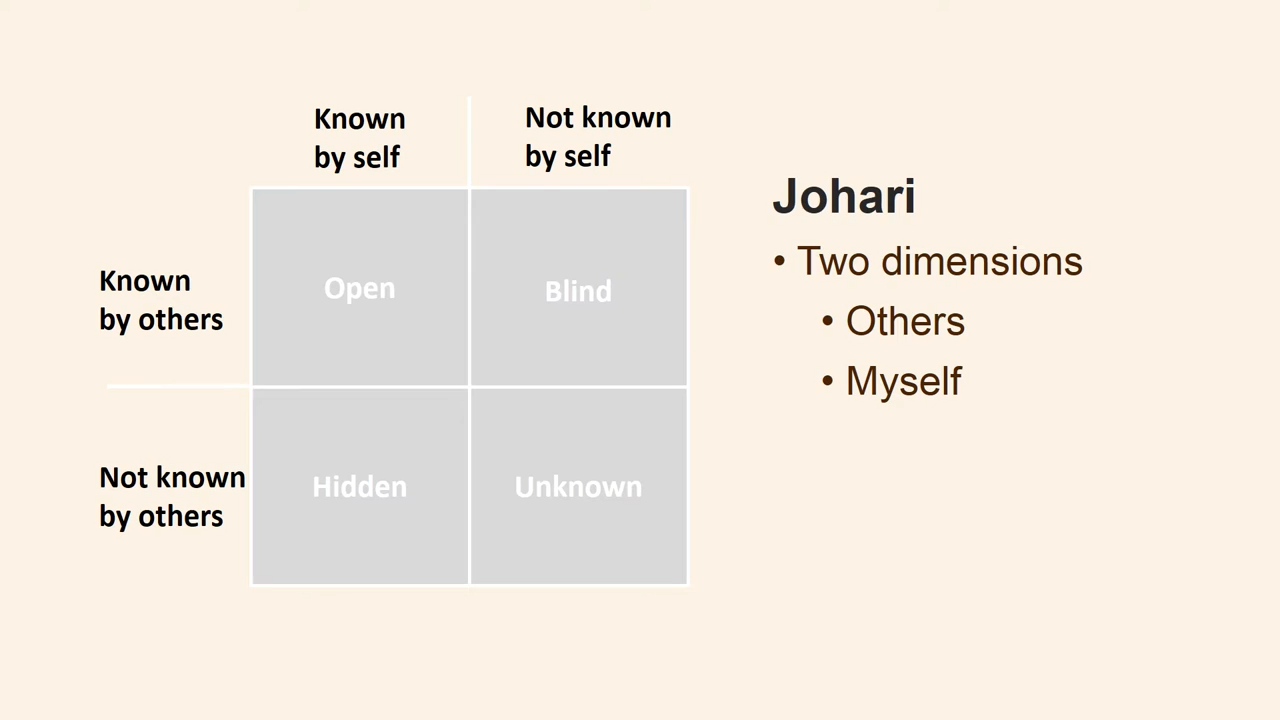 Known
by self
Not known
by self
Known
by others
Open
Blind
Not known
by others
Hidden
Unknown
Johari
• Two dimensions
• Others
• Myself